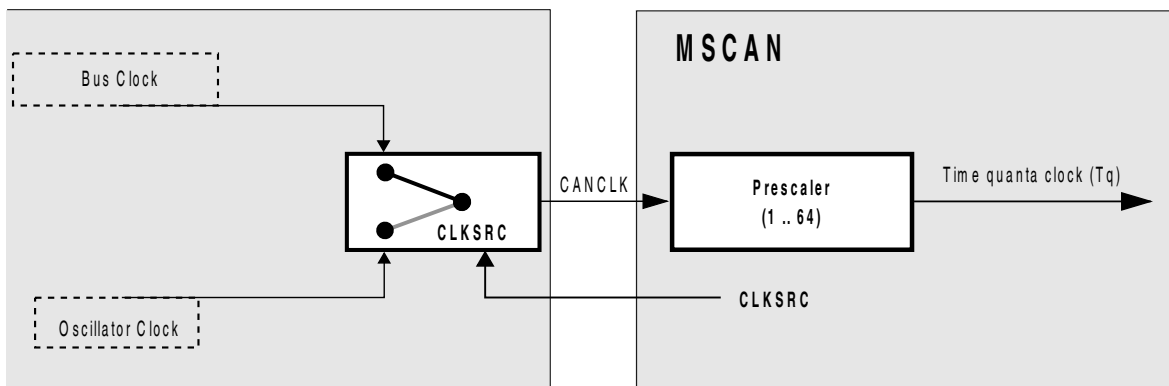 MSCAN
Bus Clock
CANCLK
Prescaler
(1 .. 64)
Time quanta clock (Tq)
CLKSRC
CLKSRC
Oscillator Clock